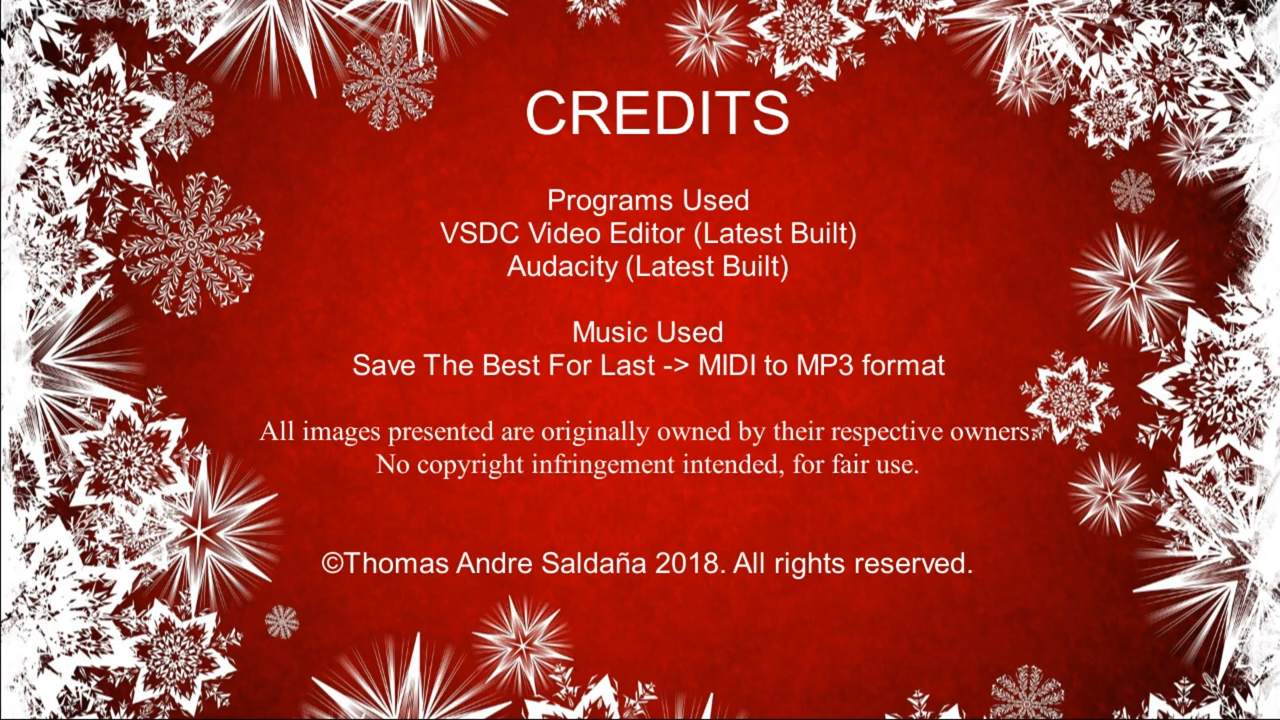 CREDITS
Programs Used
VSDC Video Editor (Latest Built)
Audacity (Latest Built)
Music Used
Save The Best For Last -> MIDI to MP3 format
All images presented are originally owned by their respective owners.
No copyright infringement intended, for fair use.
©Thomas Andre Saldaña 2018. All rights reserved.